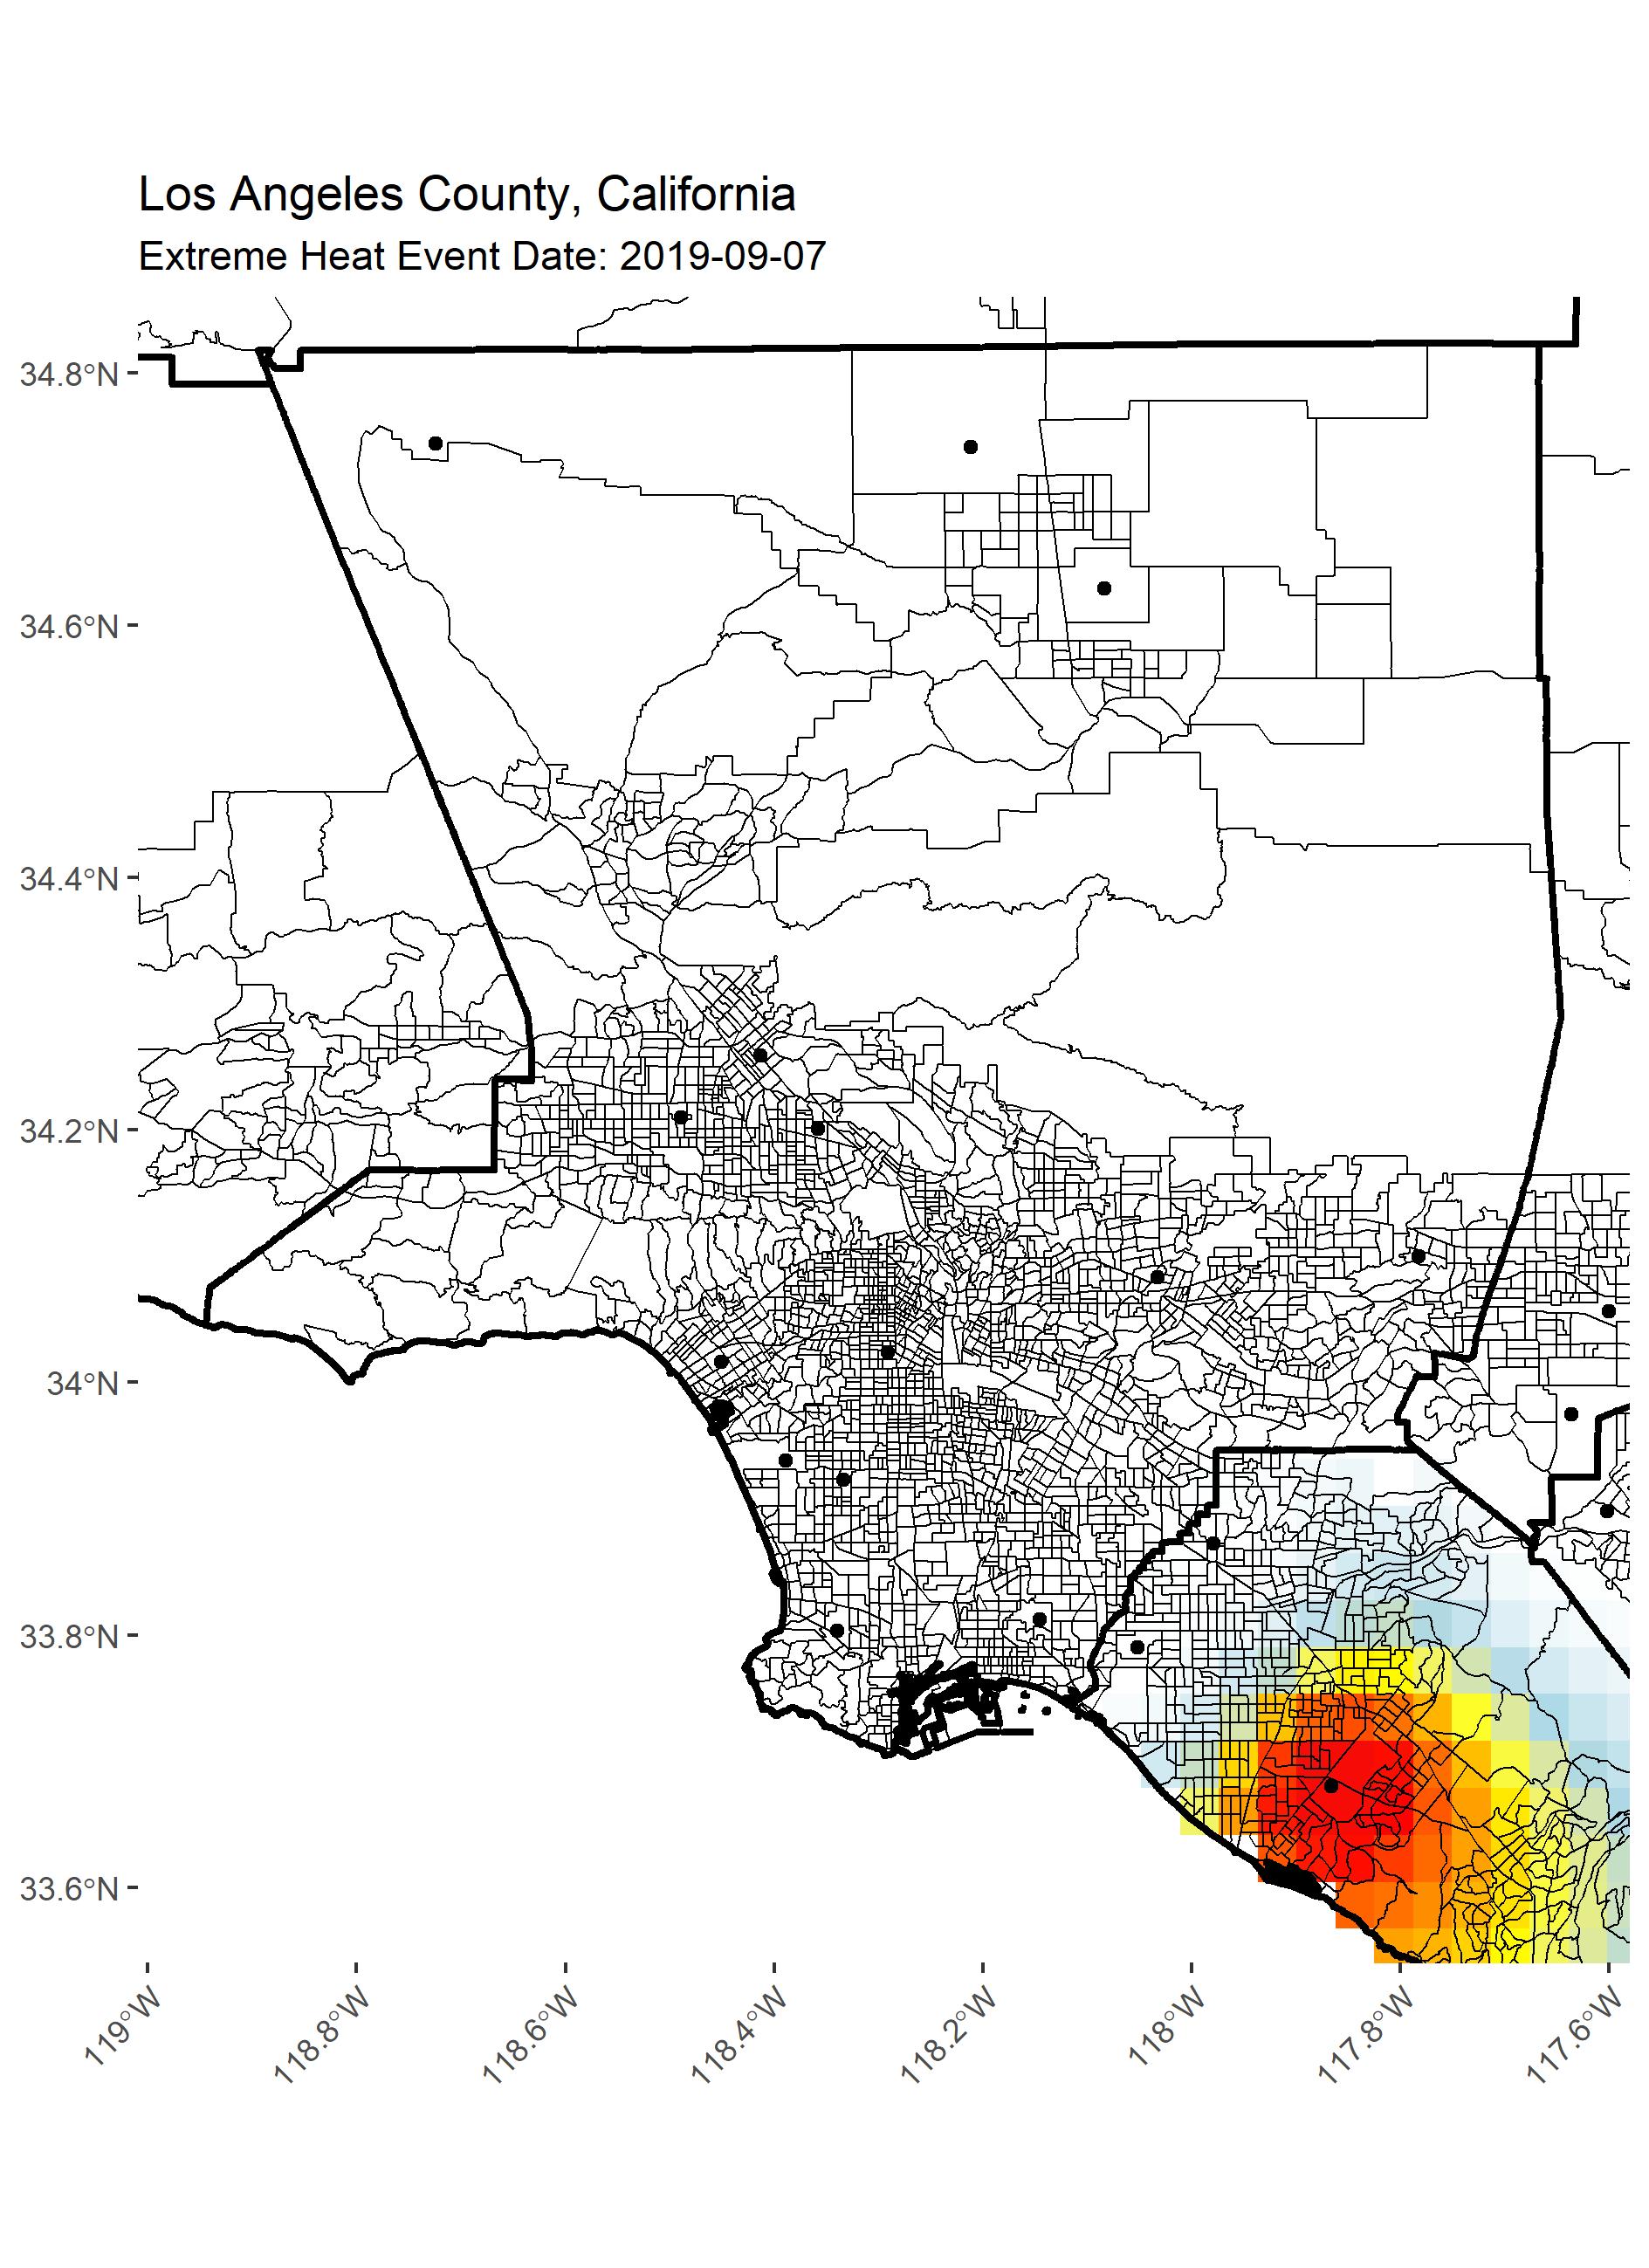 Los Angeles County, California
Extreme Heat Event Date: 2019-09-07
34.8°N
34.6°N
34.4°N
34.2°N
34°N
33.8°N
33.6°N
119°W
118.8°W
118.6°W
118.4°W
118.2°W
118°W
117.8°W
117.6°W